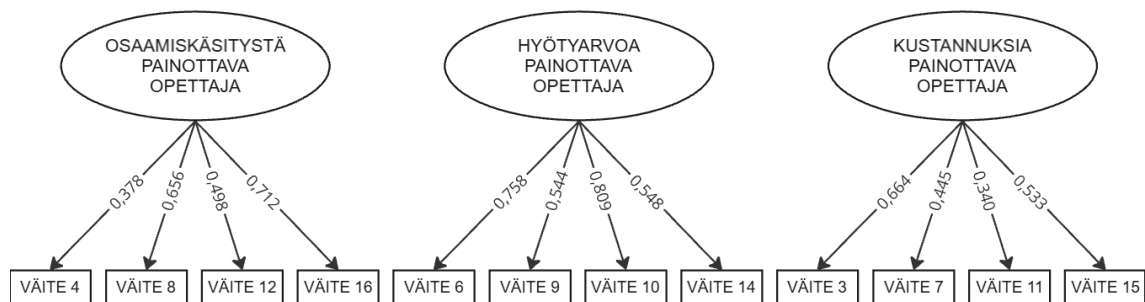 OSAAMISKÄSITYSTÄ
PAINOTTAVA
OPETTAJA
HYÖTYARVOA
PAINOTTAVA
OPETTAJA
KUSTANNUKSIA
PAINOTTAVA
OPETTAJA
0,378
0,656
0,498
0,712
0,758
0,544
0,809
0,548
0,664
0,445
0,340
0,533
VÄITE 4
VÄITE 8
VÄITE 12
VÄITE 16
VÄITE 6
VÄITE 9
VÄITE 10
VÄITE 14
VÄITE 3
VÄITE 7
VÄITE 11
VÄITE 15